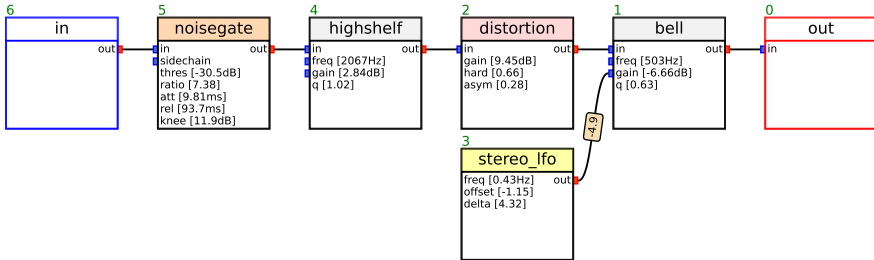 6
in
out
5
noisegate
in out
sidechain
thres [-30.5dB]
ratio [7.38]
att [9.81ms]
rel [93.7ms]
knee [11.9dB]
4
highshelf
in out
freq [2067Hz]
gain [2.84dB]
q [1.02]
2
distortion
in out
gain [9.45dB]
hard [0.66]
asym [0.28]
1
bell
in out
freq [503Hz]
gain [-6.66dB]
q [0.63]
0
out
in
-4.9
3
stereo_lfo
freq [0.43Hz] out
offset [-1.15]
delta [4.32]